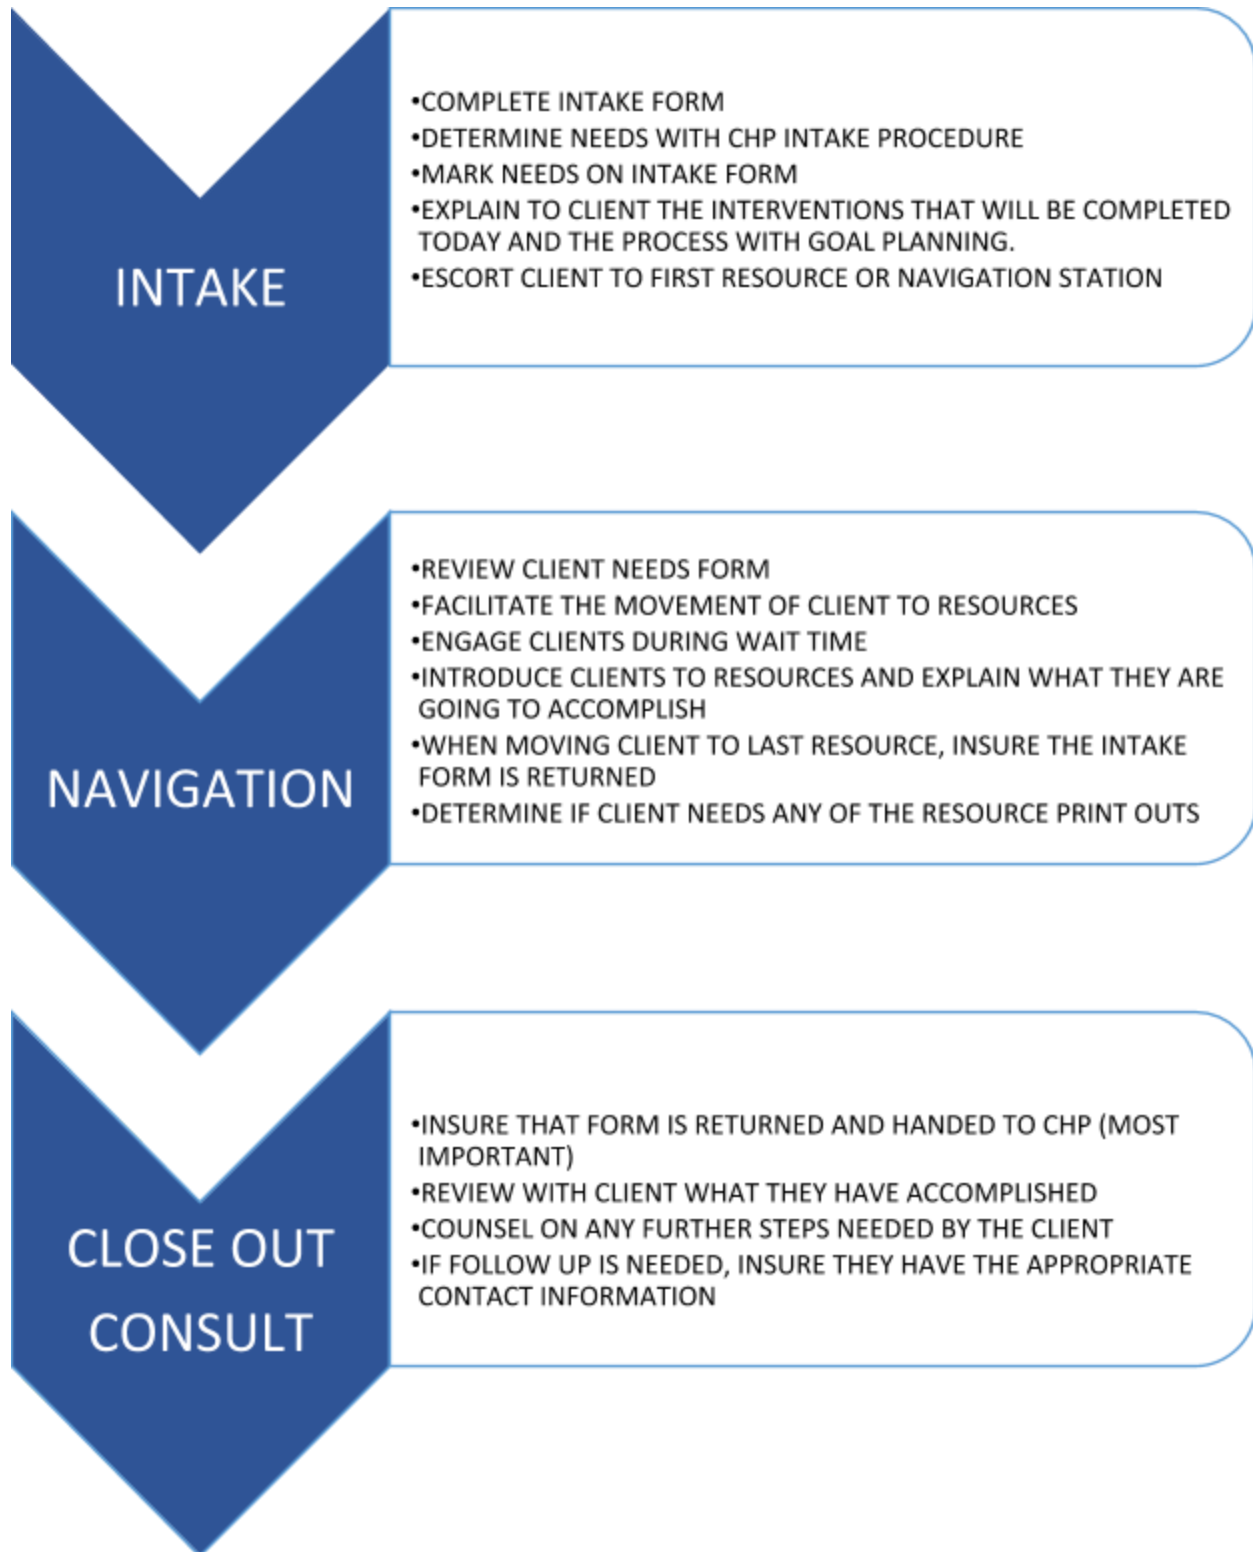 INTAKE
•COMPLETE INTAKE FORM
•DETERMINE NEEDS WITH CHP INTAKE PROCEDURE
•MARK NEEDS ON INTAKE FORM
•EXPLAIN TO CLIENT THE INTERVENTIONS THAT WILL BE COMPLETED
TODAY AND THE PROCESS WITH GOAL PLANNING.
•ESCORT CLIENT TO FIRST RESOURCE OR NAVIGATION STATION
NAVIGATION
•REVIEW CLIENT NEEDS FORM
•FACILITATE THE MOVEMENT OF CLIENT TO RESOURCES
•ENGAGE CLIENTS DURING WAIT TIME
•INTRODUCE CLIENTS TO RESOURCES AND EXPLAIN WHAT THEY ARE
GOING TO ACCOMPLISH
•WHEN MOVING CLIENT TO LAST RESOURCE, INSURE THE INTAKE
FORM IS RETURNED
•DETERMINE IF CLIENT NEEDS ANY OF THE RESOURCE PRINT OUTS
CLOSE OUT
CONSULT
•INSURE THAT FORM IS RETURNED AND HANDED TO CHP (MOST
IMPORTANT)
•REVIEW WITH CLIENT WHAT THEY HAVE ACCOMPLISHED
•COUNSEL ON ANY FURTHER STEPS NEEDED BY THE CLIENT
•IF FOLLOW UP IS NEEDED, INSURE THEY HAVE THE APPROPRIATE
CONTACT INFORMATION